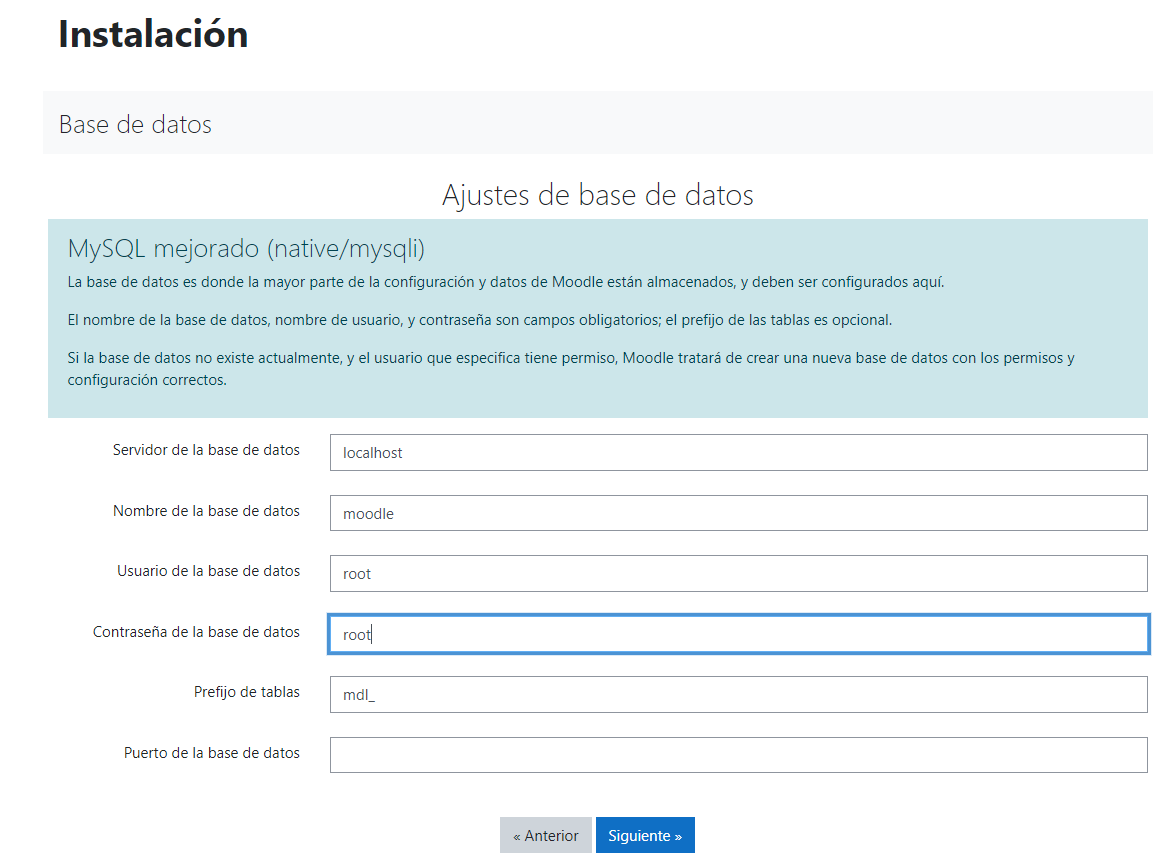 Instalación
Base de datos
Ajustes de base de datos
MySQL mejorado (native/mysqli)
La base de datos es donde la mayor parte de la configuración y datos de Moodle están almacenados, y deben ser configurados aquí.
El nombre de la base de datos, nombre de usuario, y contraseña son campos obligatorios; el prefijo de las tablas es opcional.
Si la base de datos no existe actualmente, y el usuario que especifica tiene permiso, Moodle tratará de crear una nueva base de datos con los permisos y
configuración correctos.
Servidor de la base de datos localhost
Nombre de la base de datos moodle
Usuario de la base de datos root
Contraseña de la base de datos root
Prefijo de tablas mdl_
Puerto de la base de datos
« Anterior Siguiente »